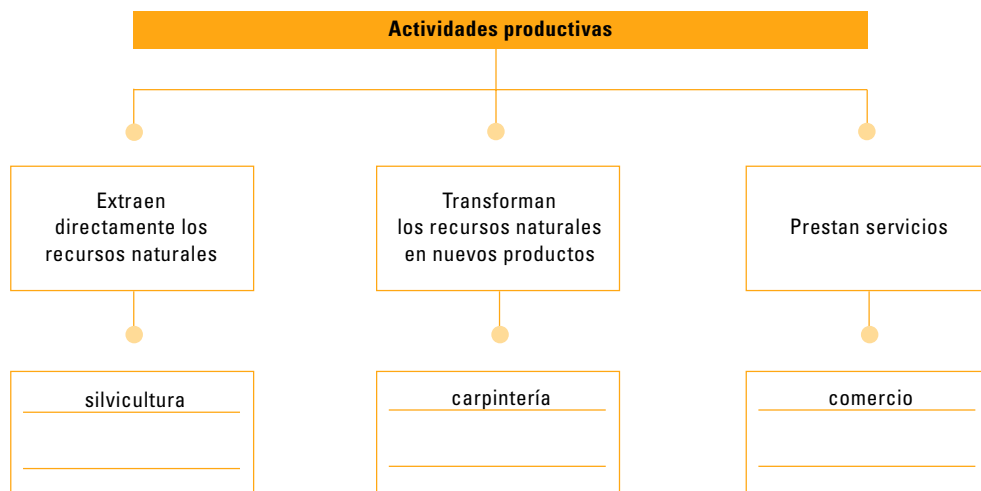 Actividades productivas
Extraen
directamente los
recursos naturales
Transforman
los recursos naturales
en nuevos productos
Prestan servicios
silvicultura
carpintería
comercio